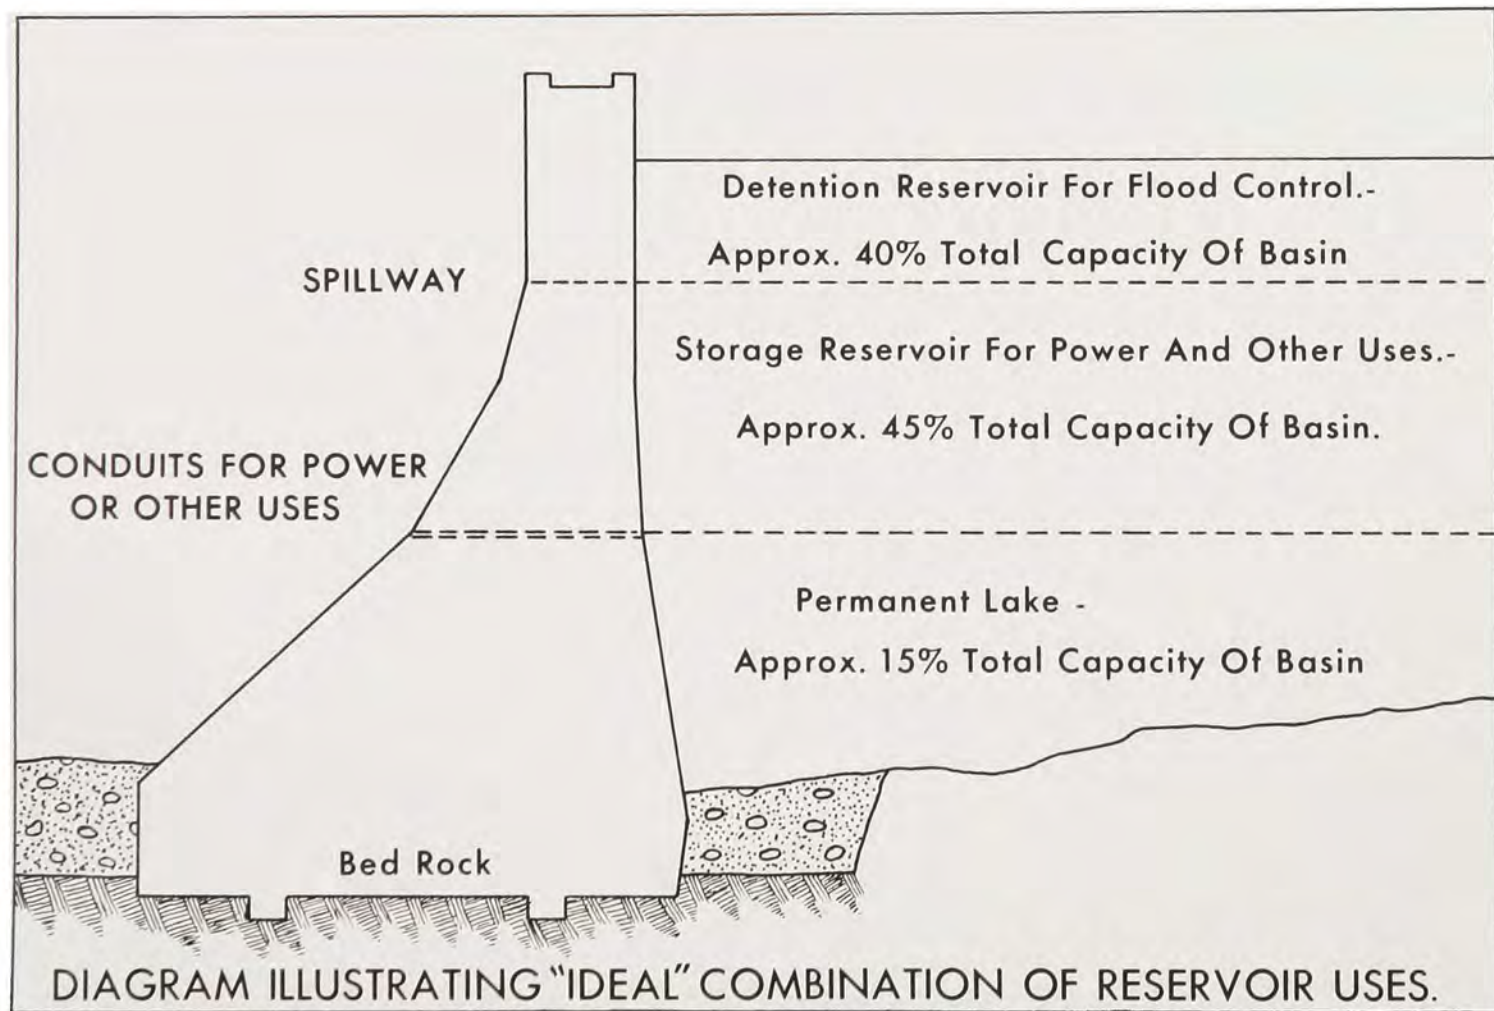 Detention Reservoir For Flood Control.-
Approx. 40% Total Capacity Of Basin
SPILLWAY
Storage Reservoir For Power And Other Uses.-
Approx. 45% Total Capacity Of Basin.
CONDUITS FOR POWER
OR OTHER USES
Permanent Lake -
Approx. 15% Total Capacity Of Basin
Bed Rock
DIAGRAM ILLUSTRATING "IDEAL" COMBINATION OF RESERVOIR USES.